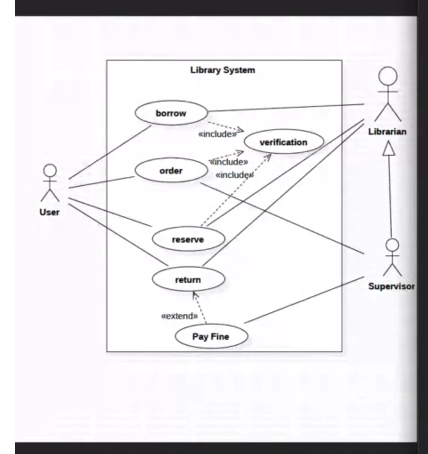 Library System
borrow
«include»
verification
Librarian
order
«include»
«include»
User
reserve
return
Supervisor
«extend»
Pay Fine